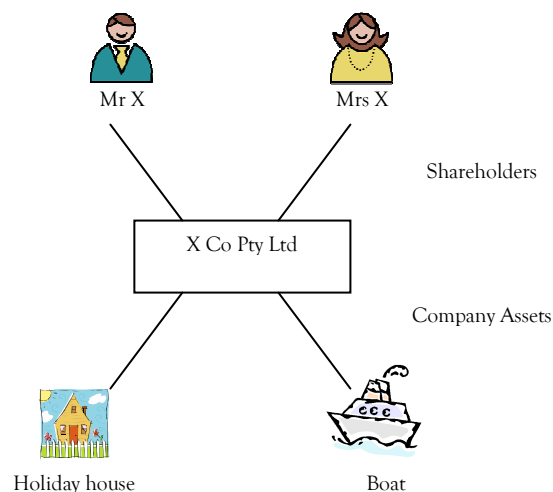 Mr X
Mrs X
Shareholders
X Co Pty Ltd
Company Assets
Holiday house
Boat